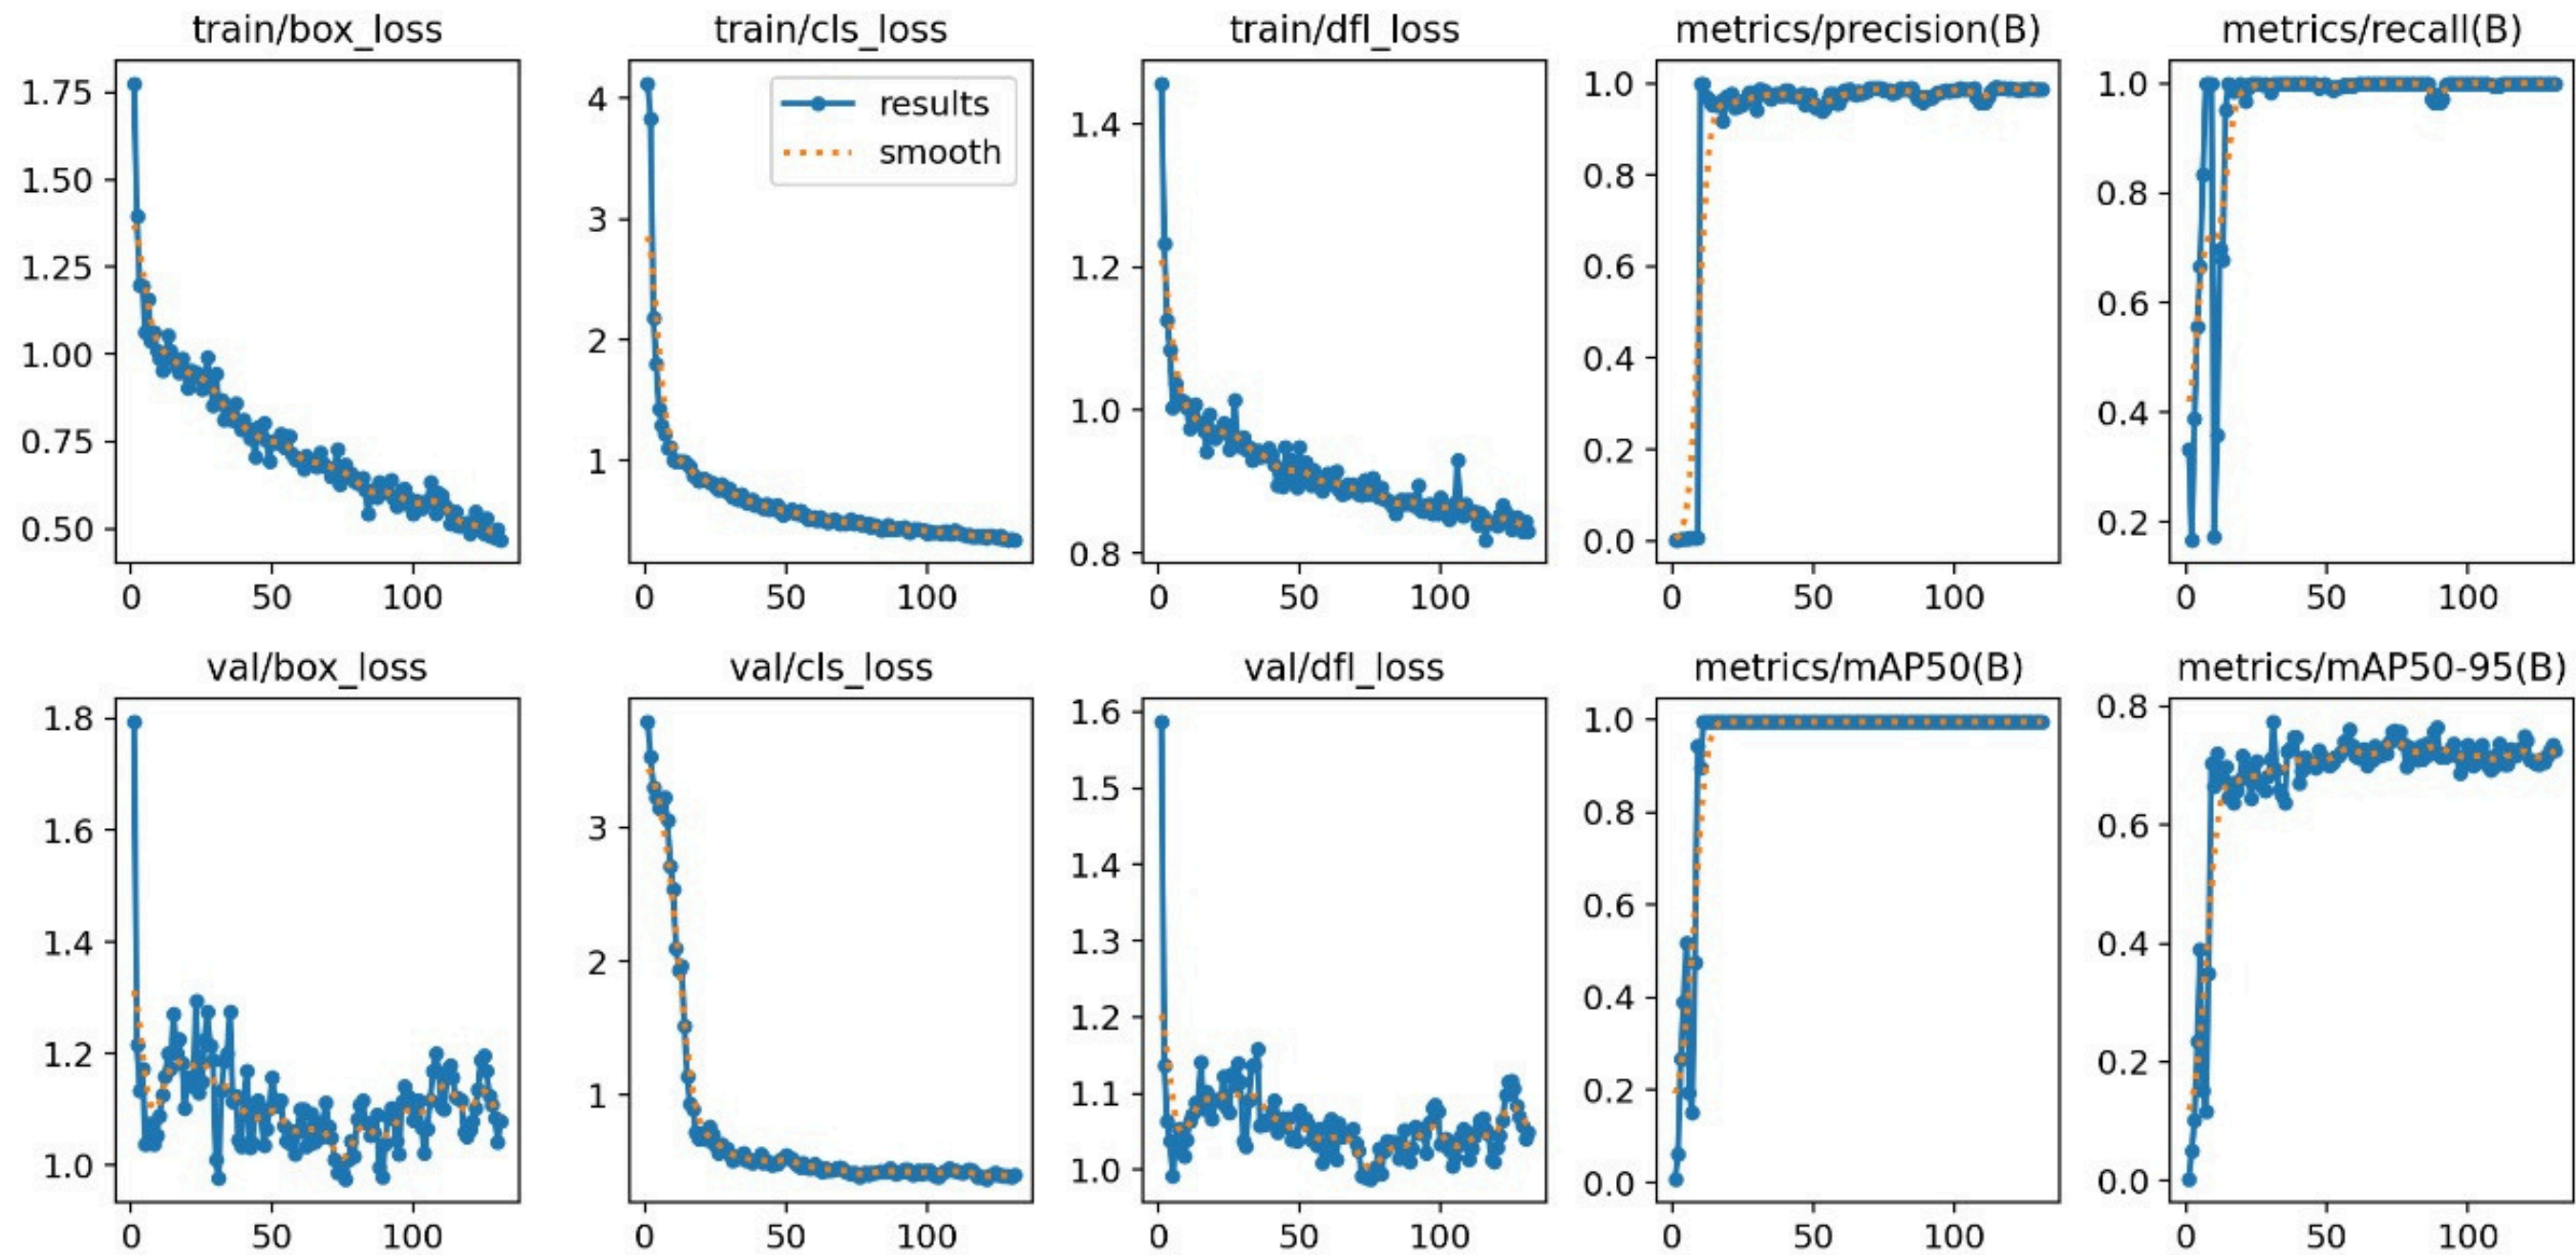 train/box_loss
1.75
1.50
1.25
1.00
0.75
0.50
0 50 100
train/cls_loss
results
smooth
4
3
2
1
0 50 100
train/dfl_loss
1.4
1.2
1.0
0.8
0 50 100
metrics/precision(B)
1.0
0.8
0.6
0.4
0.2
0.0
0 50 100
metrics/recall(B)
1.0
0.8
0.6
0.4
0.2
0 50 100
val/box_loss
1.8
1.6
1.4
1.2
1.0
0 50 100
val/cls_loss
3
2
1
0 50 100
val/dfl_loss
1.6
1.5
1.4
1.3
1.2
1.1
1.0
0 50 100
metrics/mAP50(B)
1.0
0.8
0.6
0.4
0.2
0.0
0 50 100
metrics/mAP50-95(B)
0.8
0.6
0.4
0.2
0.0
0 50 100